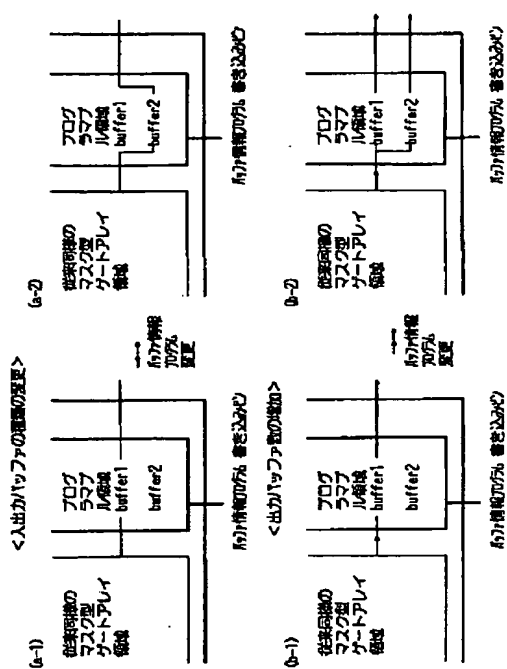 <入出力バッファの種類の変更>
(a-1)
従来同様の
マスク型
ゲートアレイ
領域
プログ
ラマブ
ル領域
buffer1
buffer2
バッファ情報プログラム 書き込みピン
バッファ情報
プログラム
変更
(a-2)
従来同様の
マスク型
ゲートアレイ
領域
プログ
ラマブ
ル領域
buffer1
buffer2
バッファ情報プログラム 書き込みピン
<出力バッファ数の増加>
(b-1)
従来同様の
マスク型
ゲートアレイ
領域
プログ
ラマブ
ル領域
buffer1
buffer2
バッファ情報プログラム 書き込みピン
バッファ情報
プログラム
変更
(b-2)
従来同様の
マスク型
ゲートアレイ
領域
プログ
ラマブ
ル領域
buffer1
buffer2
バッファ情報プログラム 書き込みピン